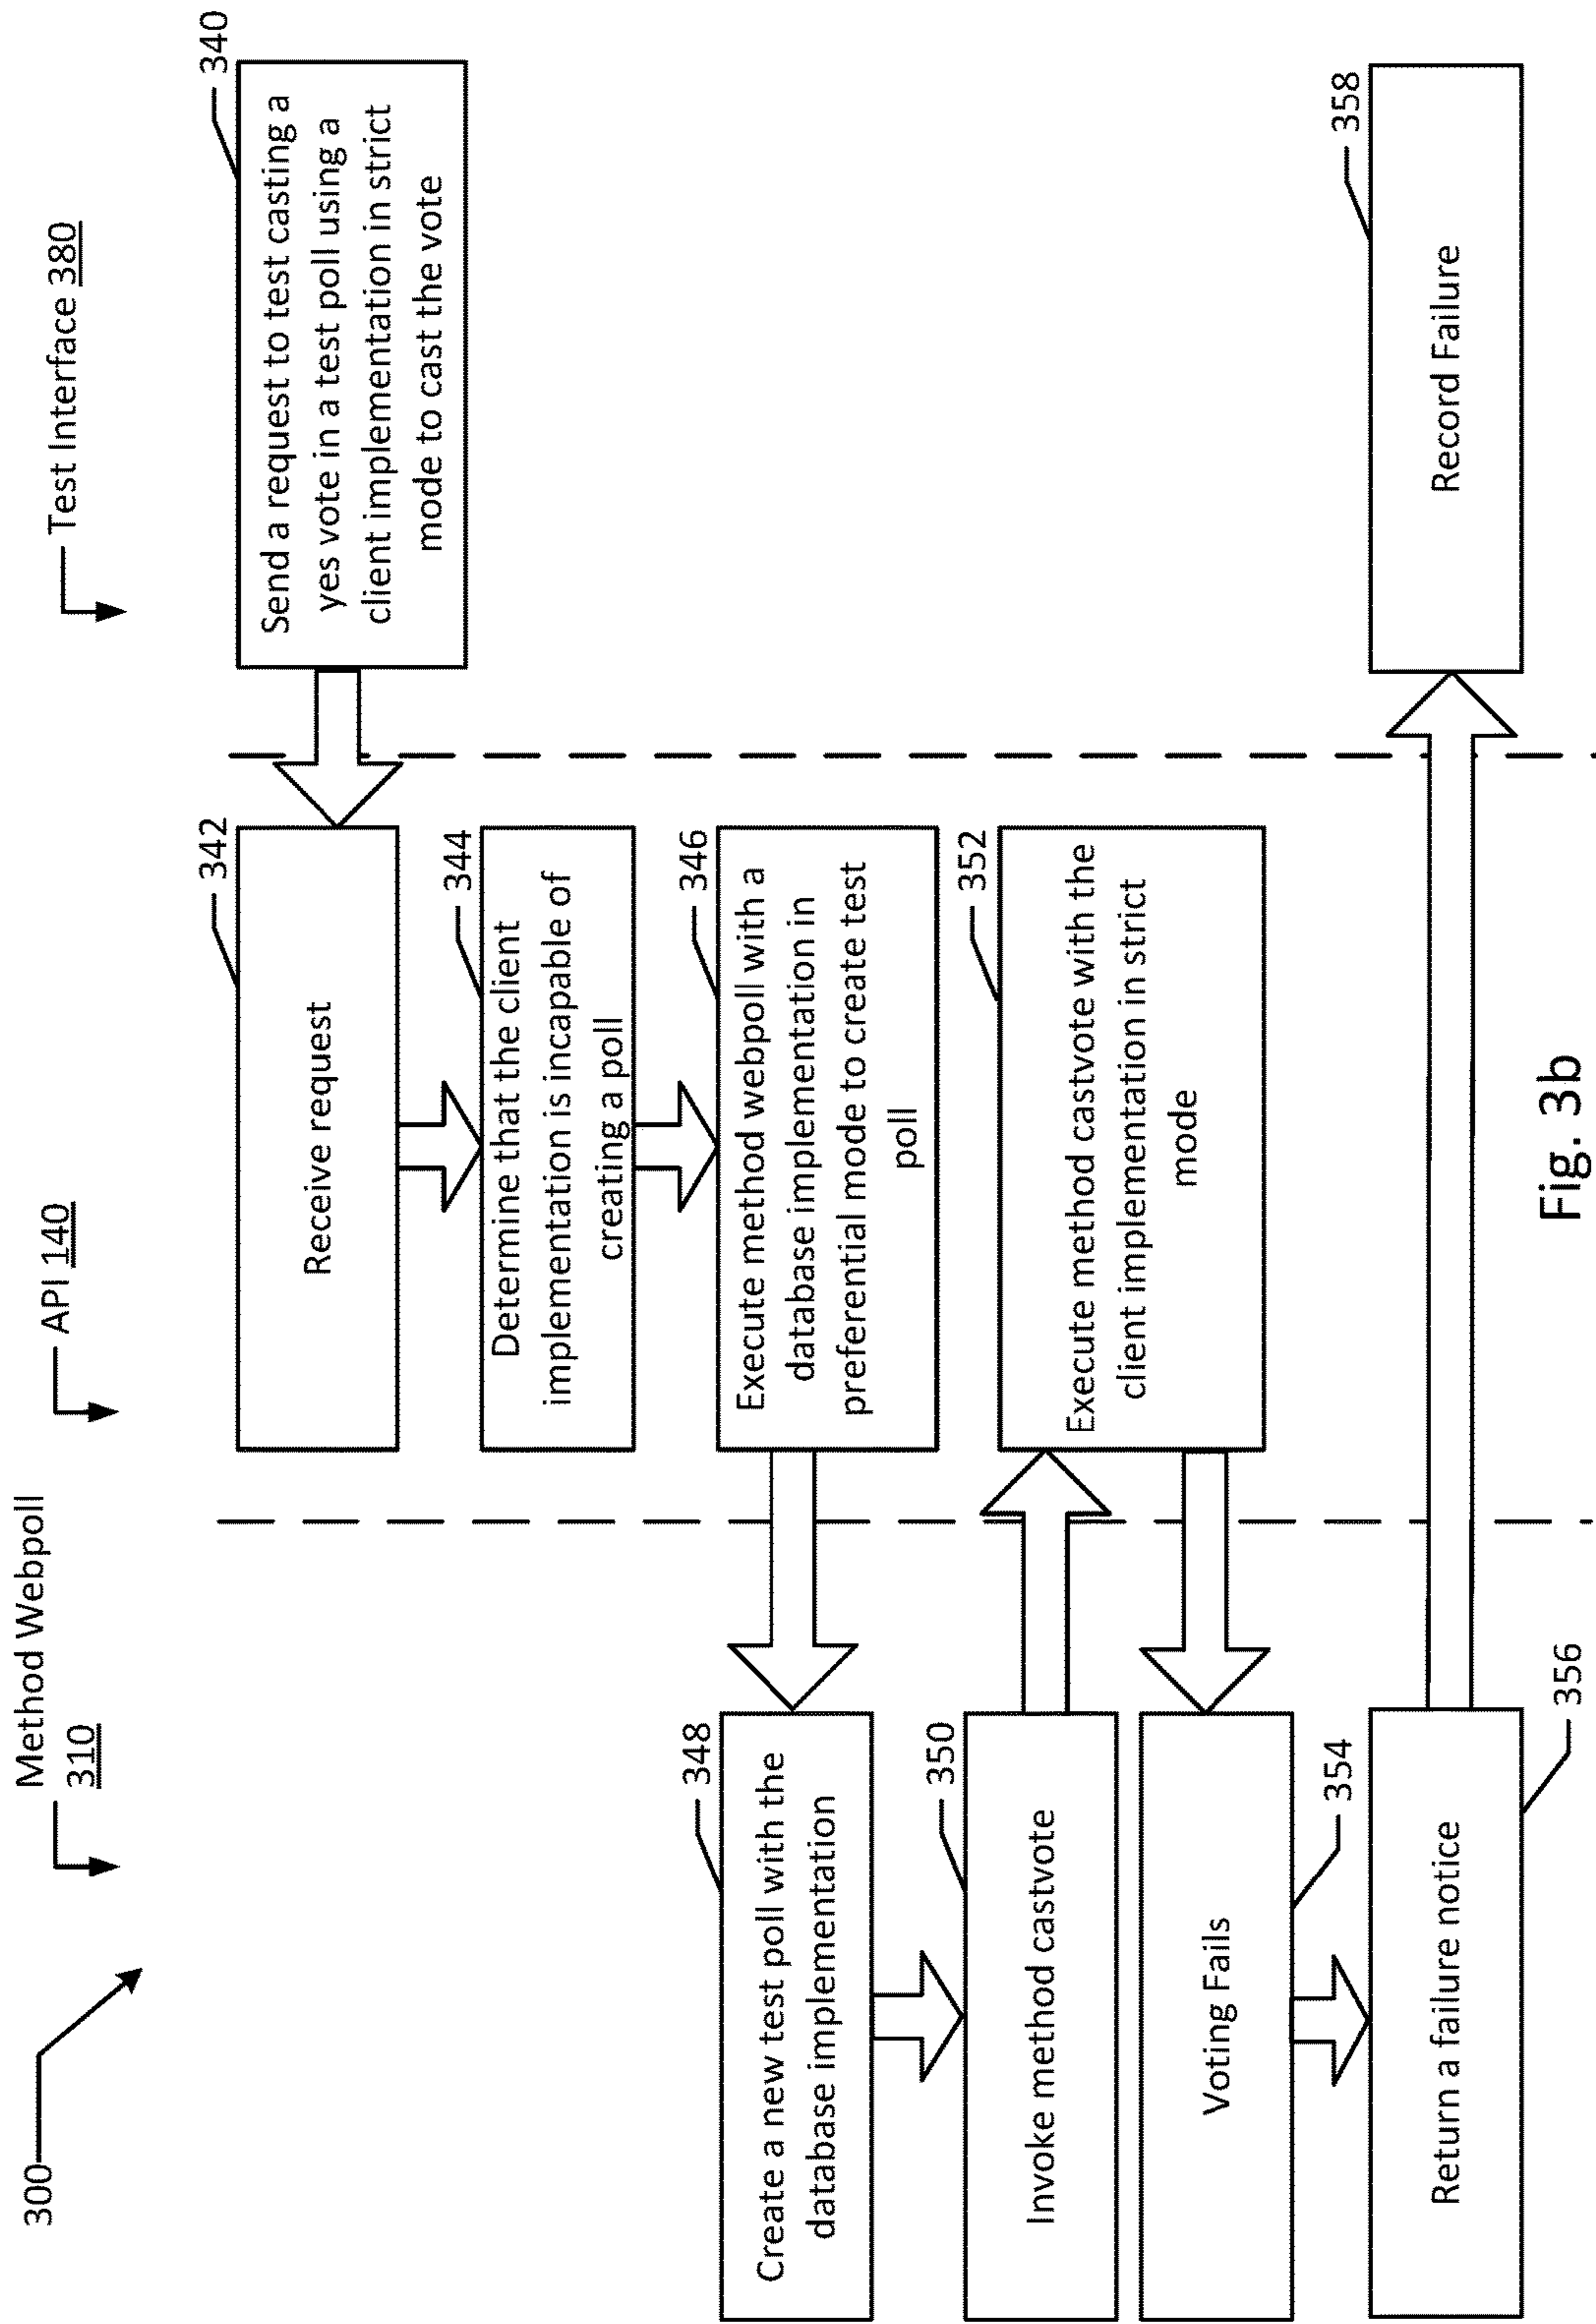 300
Method Webpoll
310
API 140
Test Interface 380
340
Send a request to test casting a
yes vote in a test poll using a
client implementation in strict
mode to cast the vote
342
Receive request
344
Determine that the client
implementation is incapable of
creating a poll
346
Execute method webpoll with a
database implementation in
preferential mode to create test
poll
348
Create a new test poll with the
database implementation
350
Invoke method castvote
352
Execute method castvote with the
client implementation in strict
mode
Voting Fails
354
Return a failure notice
356
358
Record Failure
Fig. 3b